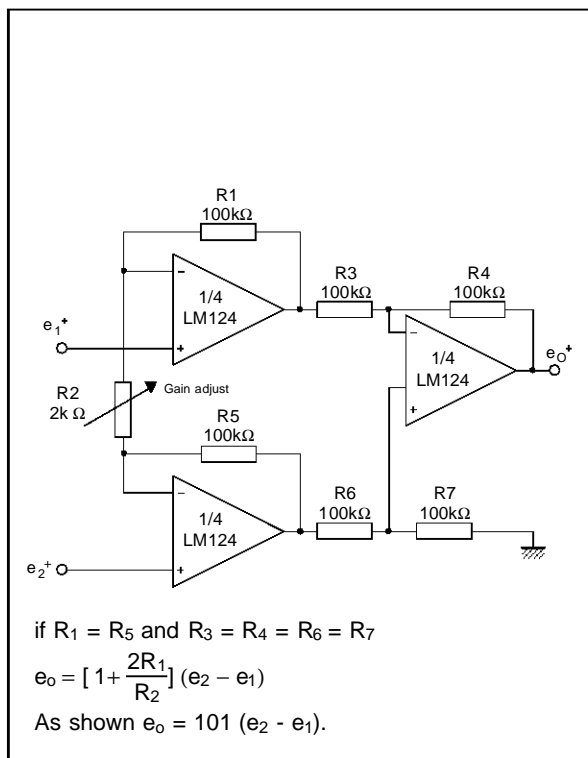 R1
100kΩ
R3
100kΩ
R4
100kΩ
1/4
LM124
e1+
1/4
LM124
eO+
R2
2k Ω
Gain adjust
R5
100kΩ
R6
100kΩ
R7
100kΩ
1/4
LM124
e2+
if R1 = R5 and R3 = R4 = R6 = R7
eo = [ 1+ 2R1/R2 ] (e2 − e1)
As shown eo = 101 (e2 - e1).